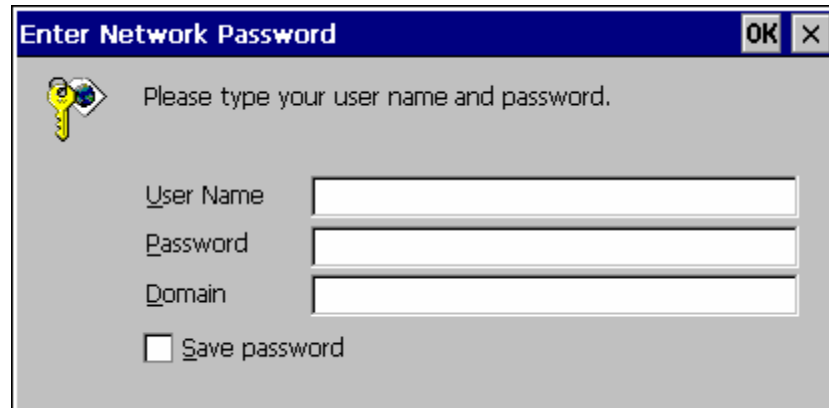 Enter Network Password OK ×
Please type your user name and password.
User Name
Password
Domain
Save password